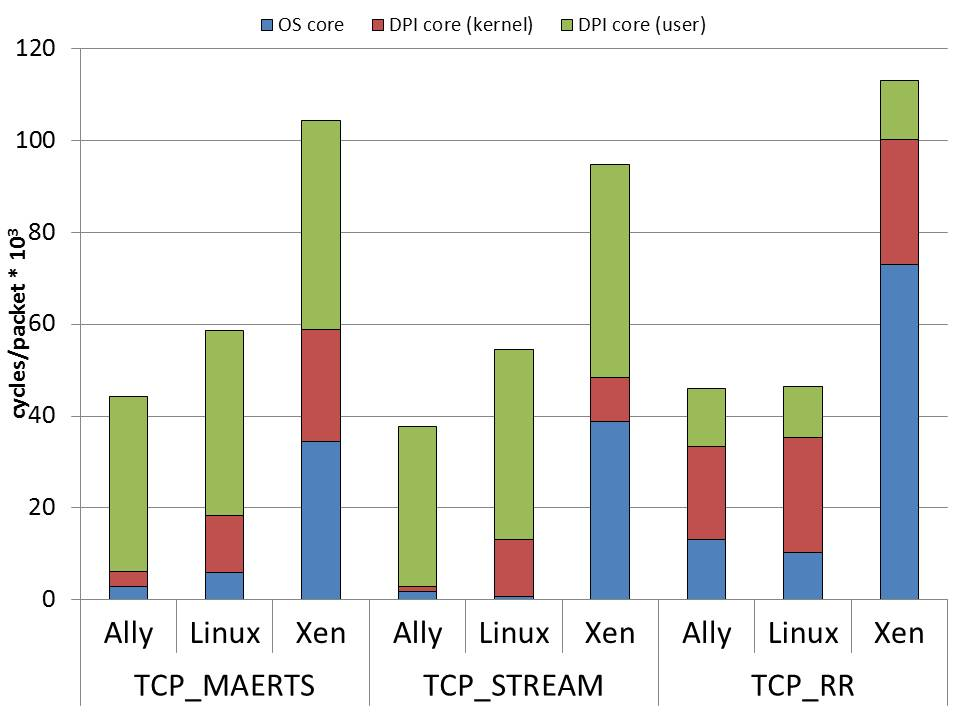 OS core DPI core (kernel) DPI core (user)
120
100
80
60
40
20
0
cycles/packet * 10³
Ally Linux Xen Ally Linux Xen Ally Linux Xen
TCP_MAERTS TCP_STREAM TCP_RR